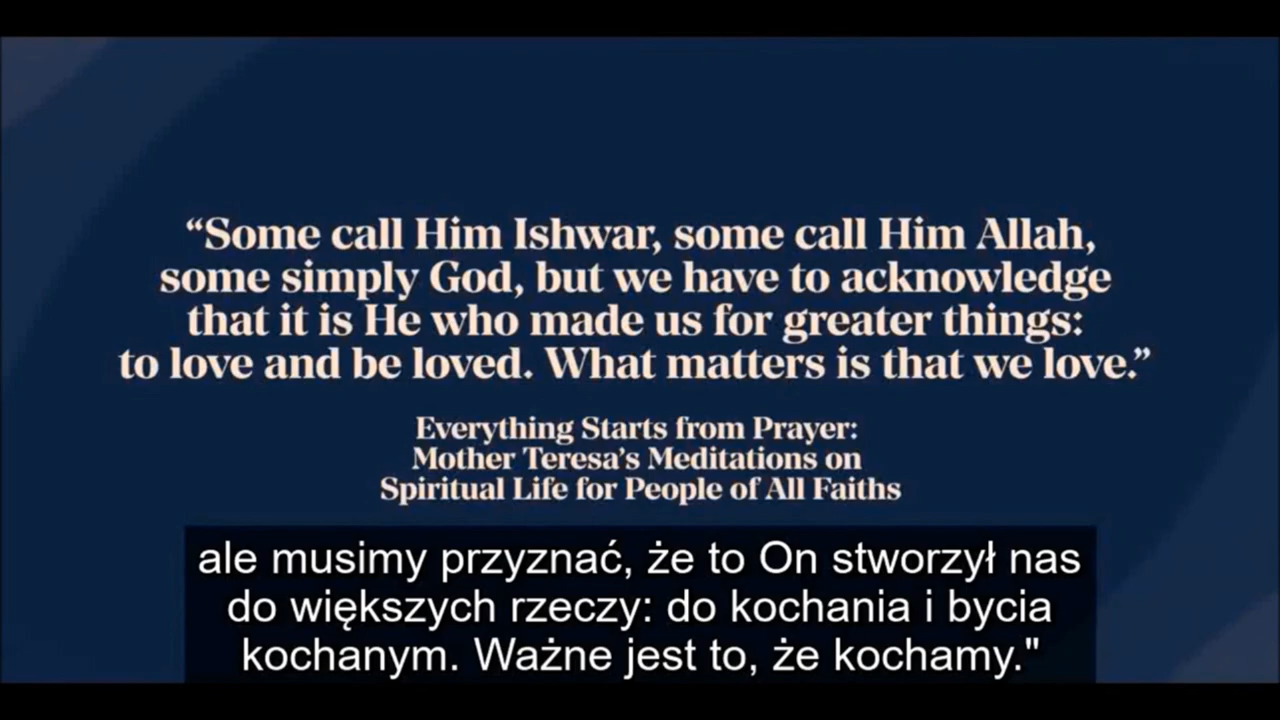 “Some call Him Ishwar, some call Him Allah,
some simply God, but we have to acknowledge
that it is He who made us for greater things:
to love and be loved. What matters is that we love.”
Everything Starts from Prayer:
Mother Teresa’s Meditations on
Spiritual Life for People of All Faiths
ale musimy przyznać, że to On stworzył nas
do większych rzeczy: do kochania i bycia
kochanym. Ważne jest to, że kochamy."